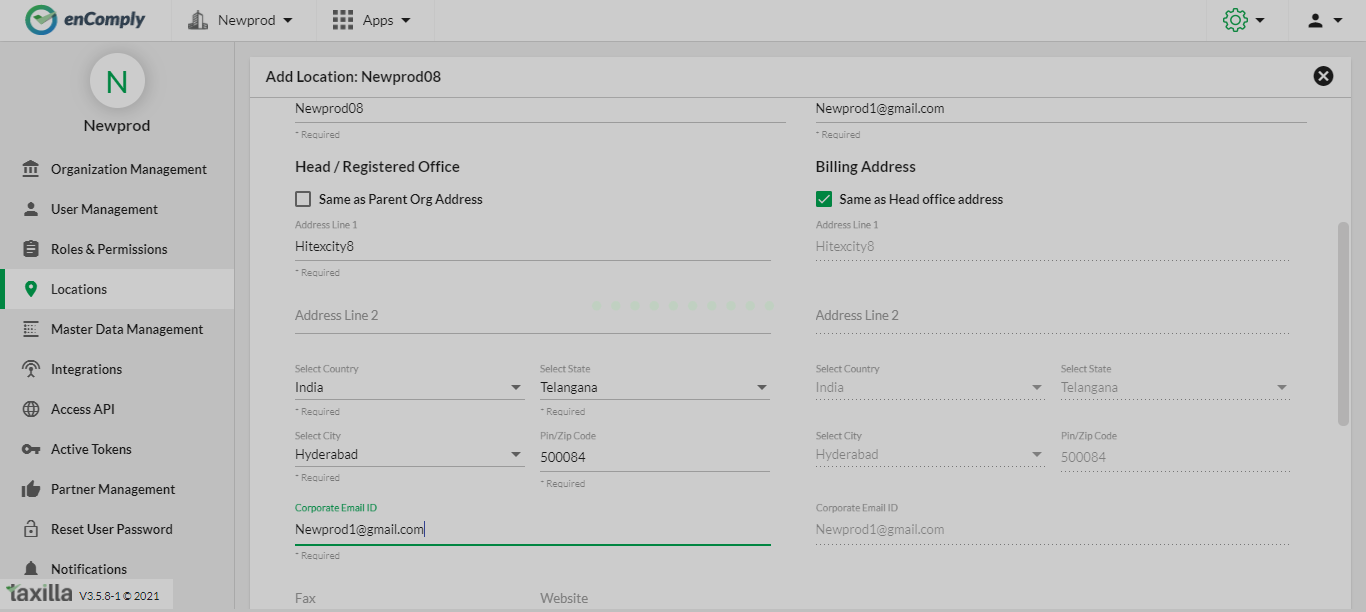 enComply
Newprod
Apps
N
Newprod
Organization Management
User Management
Roles & Permissions
Locations
Master Data Management
Integrations
Access API
Active Tokens
Partner Management
Reset User Password
Notifications
taxilla V3.5.8-1 © 2021
Add Location: Newprod08
Newprod08 Newprod1@gmail.com
* Required * Required
Head / Registered Office Billing Address
Same as Parent Org Address Same as Head office address
Address Line 1 Address Line 1
Hitexcity8 Hitexcity8
* Required
Address Line 2 Address Line 2
Select Country Select State Select Country Select State
India Telangana India Telangana
* Required * Required
Select City Pin/Zip Code Select City Pin/Zip Code
Hyderabad 500084 Hyderabad 500084
* Required * Required
Corporate Email ID Corporate Email ID
Newprod1@gmail.com Newprod1@gmail.com
* Required
Fax Website